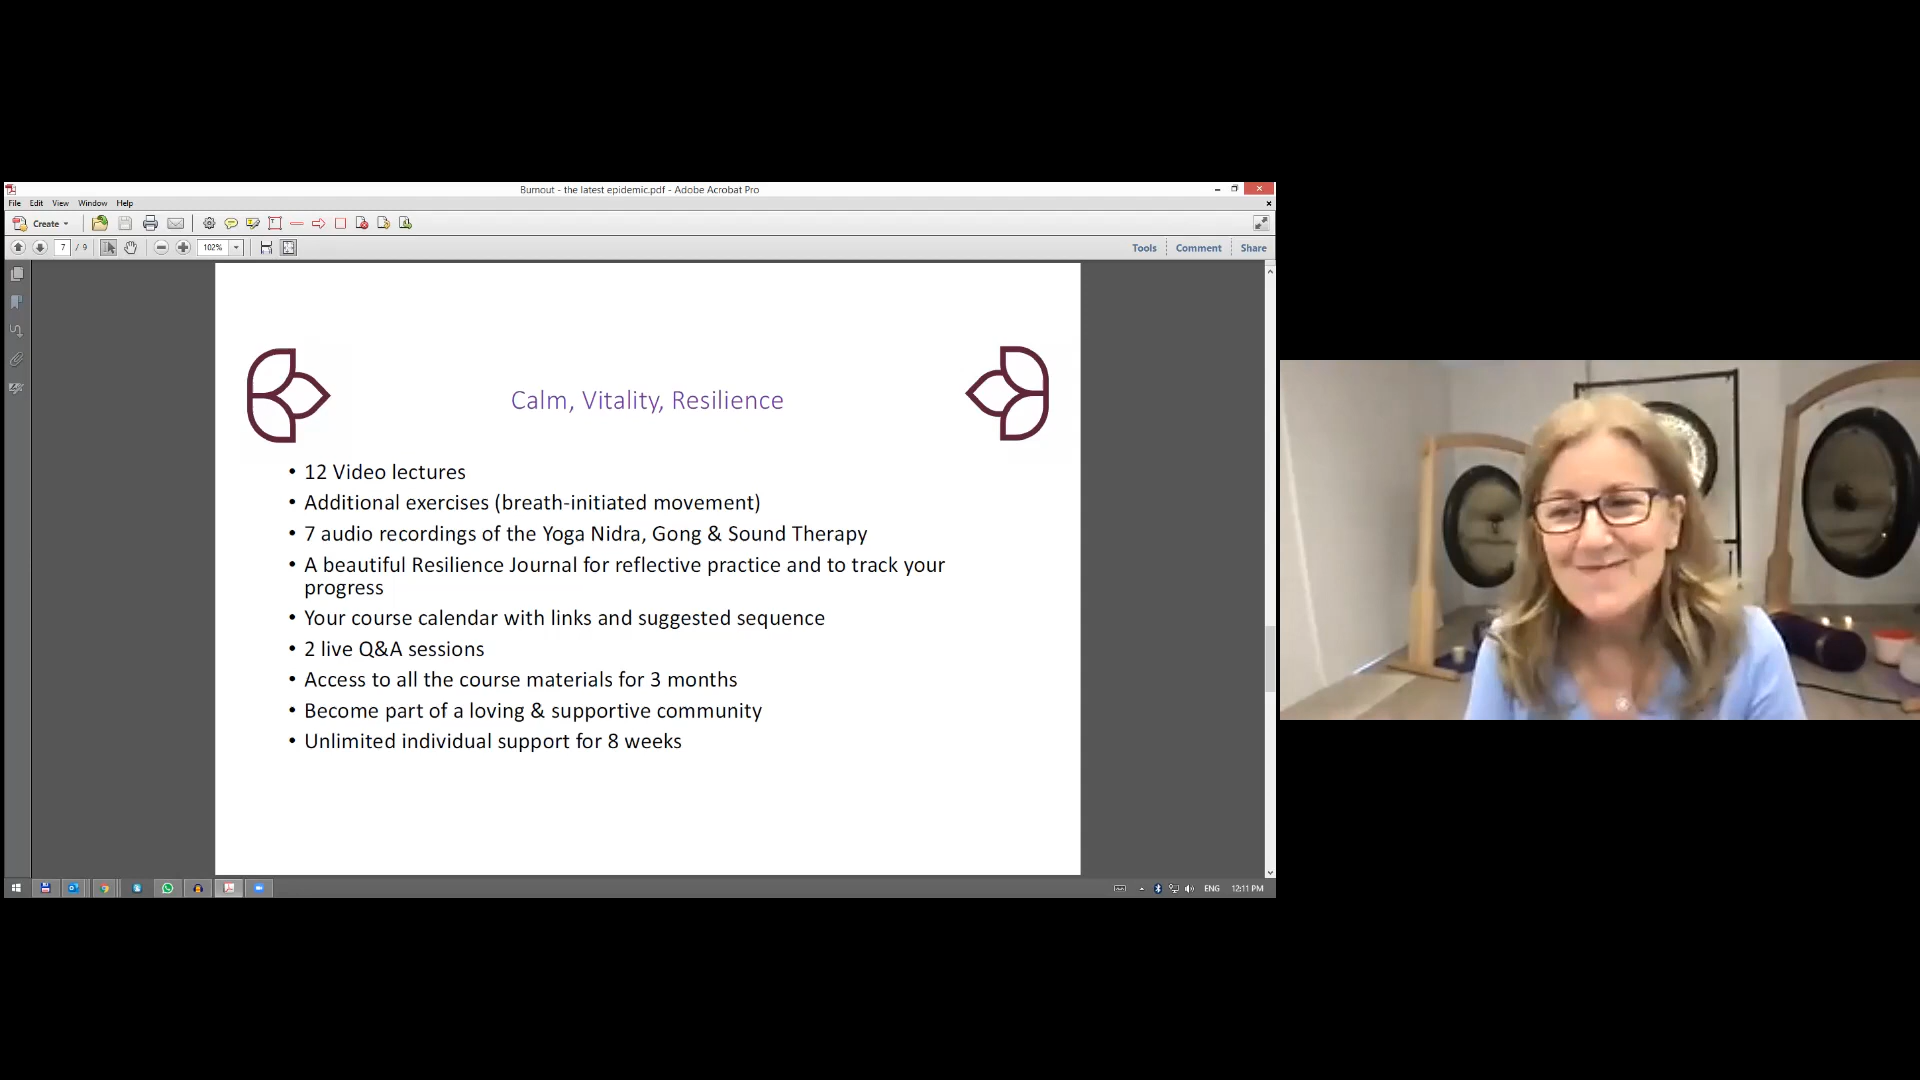 Burnout - the latest epidemic.pdf - Adobe Acrobat Pro
File Edit View Window Help
Create
7 / 9 102% Tools Comment Share
Calm, Vitality, Resilience
• 12 Video lectures
• Additional exercises (breath-initiated movement)
• 7 audio recordings of the Yoga Nidra, Gong & Sound Therapy
• A beautiful Resilience Journal for reflective practice and to track your
progress
• Your course calendar with links and suggested sequence
• 2 live Q&A sessions
• Access to all the course materials for 3 months
• Become part of a loving & supportive community
• Unlimited individual support for 8 weeks
ENG 12:11 PM